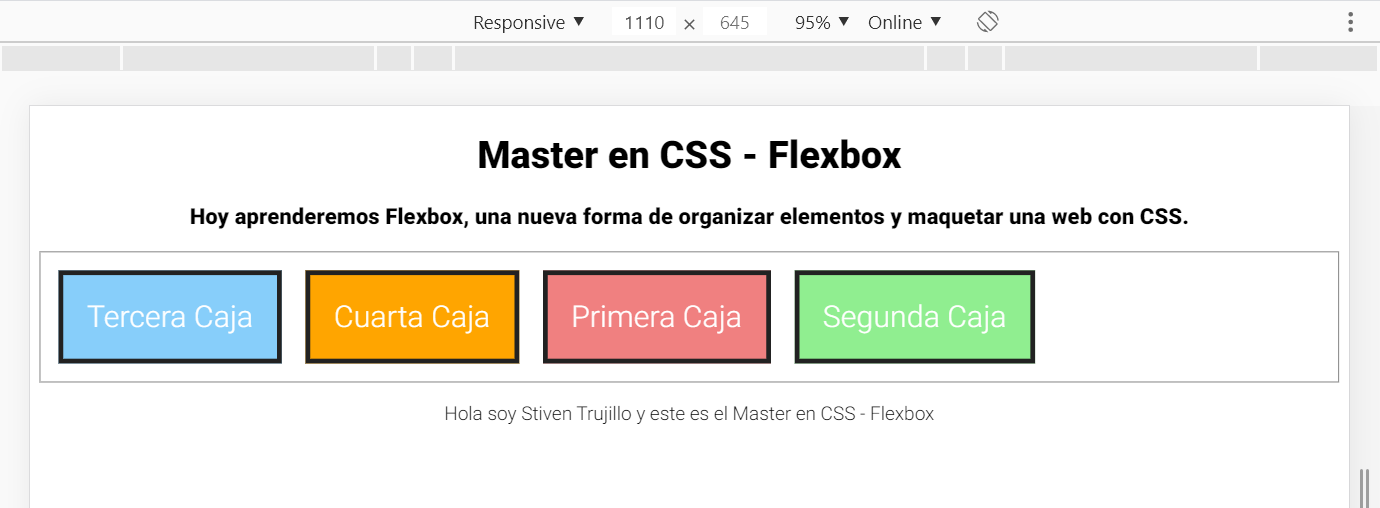 Responsive ▼ 1110 × 645 95% ▼ Online ▼
Master en CSS - Flexbox
Hoy aprenderemos Flexbox, una nueva forma de organizar elementos y maquetar una web con CSS.
Tercera Caja Cuarta Caja Primera Caja Segunda Caja
Hola soy Stiven Trujillo y este es el Master en CSS - Flexbox